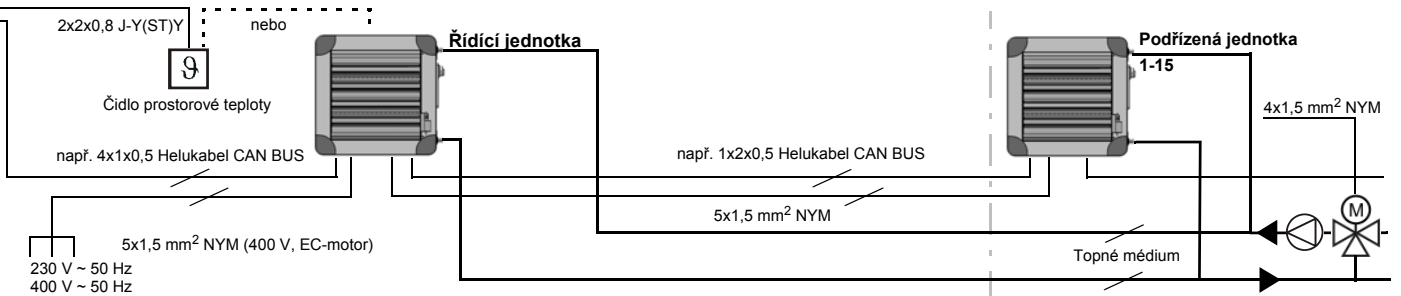 2x2x0,8 J-Y(ST)Y
nebo
ϑ
Čidlo prostorové teploty
Řídící jednotka
Podřízená jednotka
1-15
4x1,5 mm² NYM
např. 4x1x0,5 Helukabel CAN BUS
např. 1x2x0,5 Helukabel CAN BUS
5x1,5 mm² NYM
M
5x1,5 mm² NYM (400 V, EC-motor)
Topné médium
230 V ~ 50 Hz
400 V ~ 50 Hz